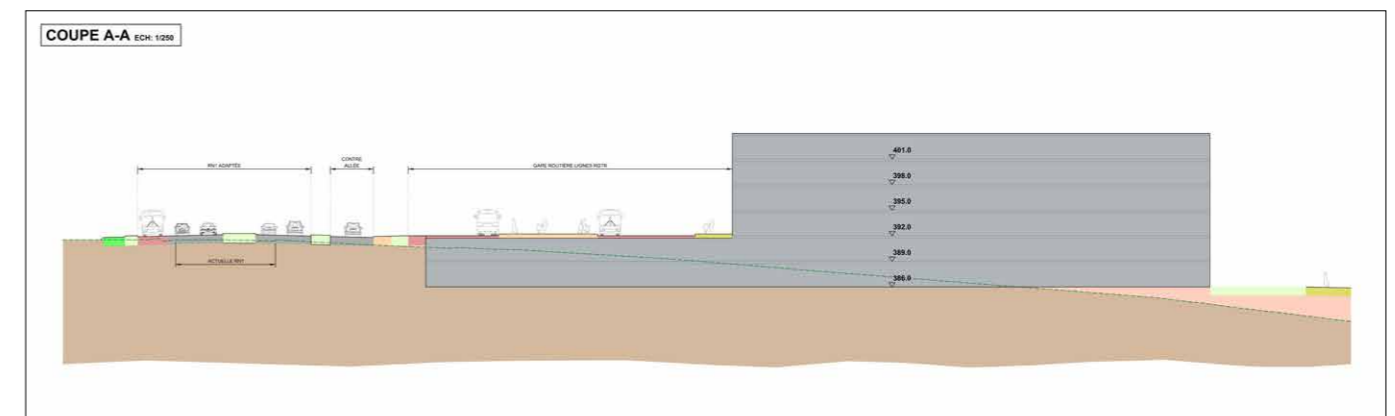 COUPE A-A ECH: 1/250
RN1 ADAPTÉE
CONTRE
ALLÉE
GARE ROUTIÈRE LIGNES RGTR
ACTUELLE RN1
401.0
398.0
395.0
392.0
389.0
386.0